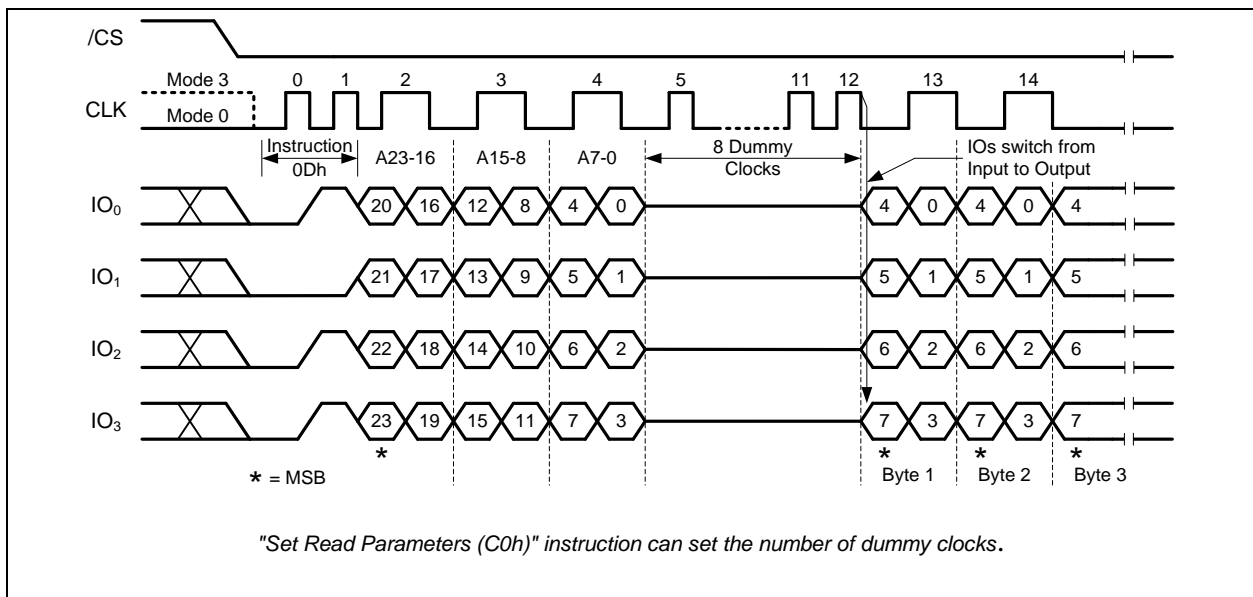 /CS
Mode 3 0 1 2 3 4 5 11 12 13 14
CLK Mode 0
Instruction 8 Dummy IOs switch from
0Dh A23-16 A15-8 A7-0 Clocks Input to Output
IO0 20 16 12 8 4 0 4 0 4 0 4
IO1 21 17 13 9 5 1 5 1 5 1 5
IO2 22 18 14 10 6 2 6 2 6 2 6
IO3 23 19 15 11 7 3 7 3 7 3 7
* * * *
* = MSB Byte 1 Byte 2 Byte 3
"Set Read Parameters (C0h)" instruction can set the number of dummy clocks.